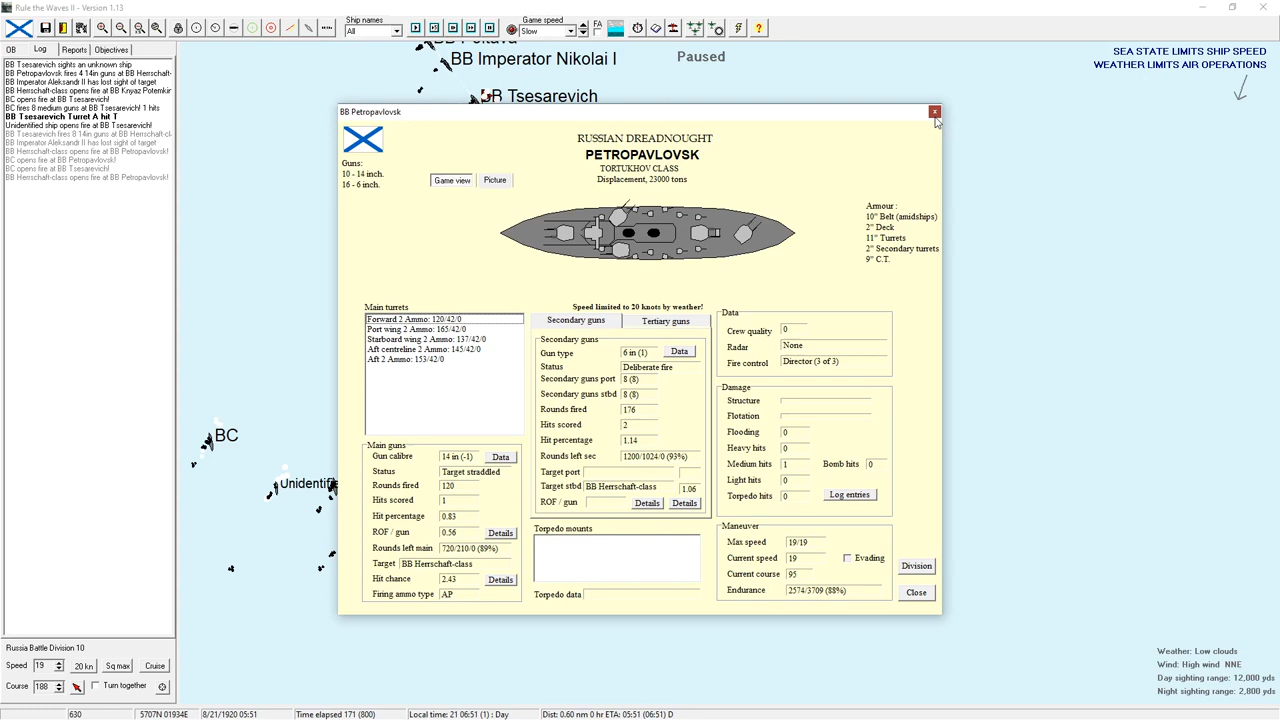 Rule the Waves II - Version 1.13
Ship names
All
Game speed
Slow
FA
OB
Log
Reports
Objectives
BB Tsesarevich sights an unknown ship
BB Petropavlovsk fires 4 14in guns at BB Herrschaft-
BB Imperator Aleksandr II has lost sight of target
BB Herrschaft-class opens fire at BB Knyaz Potemkin
BC opens fire at BB Tsesarevich!
BC fires 8 medium guns at BB Tsesarevich! 1 hits
BB Tsesarevich Turret A hit T
Unidentified ship opens fire at BB Tsesarevich!
BB Tsesarevich fires 8 14in guns at BB Herrschaft-cl
BB Imperator Aleksandr II has lost sight of target
BB Herrschaft-class opens fire at BB Petropavlovsk!
BC opens fire at BB Petropavlovsk!
BC opens fire at BB Tsesarevich!
BB Herrschaft-class opens fire at BB Petropavlovsk!
Russia Battle Division 10
Speed
19
20 kn
Sq max
Cruise
Course
188
Turn together
BB Poltava
BB Imperator Nikolai I
BB Tsesarevich
Paused
SEA STATE LIMITS SHIP SPEED
WEATHER LIMITS AIR OPERATIONS
BC
Unidentifi
BB Petropavlovsk
x
RUSSIAN DREADNOUGHT
PETROPAVLOVSK
TORTUKHOV CLASS
Displacement, 23000 tons
Guns:
10 - 14 inch.
16 - 6 inch.
Game view
Picture
Armour :
10" Belt (amidships)
2" Deck
11" Turrets
2" Secondary turrets
9" C.T.
Main turrets
Forward 2 Ammo: 120/42/0
Port wing 2 Ammo: 165/42/0
Starboard wing 2 Ammo: 137/42/0
Aft centreline 2 Ammo: 145/42/0
Aft 2 Ammo: 153/42/0
Main guns
Gun calibre 14 in (-1) Data
Status Target straddled
Rounds fired 120
Hits scored 1
Hit percentage 0.83
ROF / gun 0.56 Details
Rounds left main 720/210/0 (89%)
Target BB Herrschaft-class
Hit chance 2.43 Details
Firing ammo type AP
Speed limited to 20 knots by weather!
Secondary guns
Tertiary guns
Secondary guns
Gun type 6 in (1) Data
Status Deliberate fire
Secondary guns port 8 (8)
Secondary guns stbd 8 (8)
Rounds fired 176
Hits scored 2
Hit percentage 1.14
Rounds left sec 1200/1024/0 (93%)
Target port
Target stbd BB Herrschaft-class 1.06
ROF / gun Details Details
Torpedo mounts
Torpedo data
Data
Crew quality 0
Radar None
Fire control Director (3 of 3)
Damage
Structure
Flotation
Flooding 0
Heavy hits 0
Medium hits 1 Bomb hits 0
Light hits 0
Torpedo hits 0 Log entries
Maneuver
Max speed 19/19
Current speed 19 Evading
Current course 95
Endurance 2574/3709 (88%)
Division
Close
Weather: Low clouds
Wind: High wind NNE
Day sighting range: 12,000 yds
Night sighting range: 2,800 yds
630
5707N 01934E
8/21/1920 05:51
Time elapsed 171 (800)
Local time: 21 06:51 (1) : Day
Dist: 0.60 nm 0 hr ETA: 05:51 (06:51) D